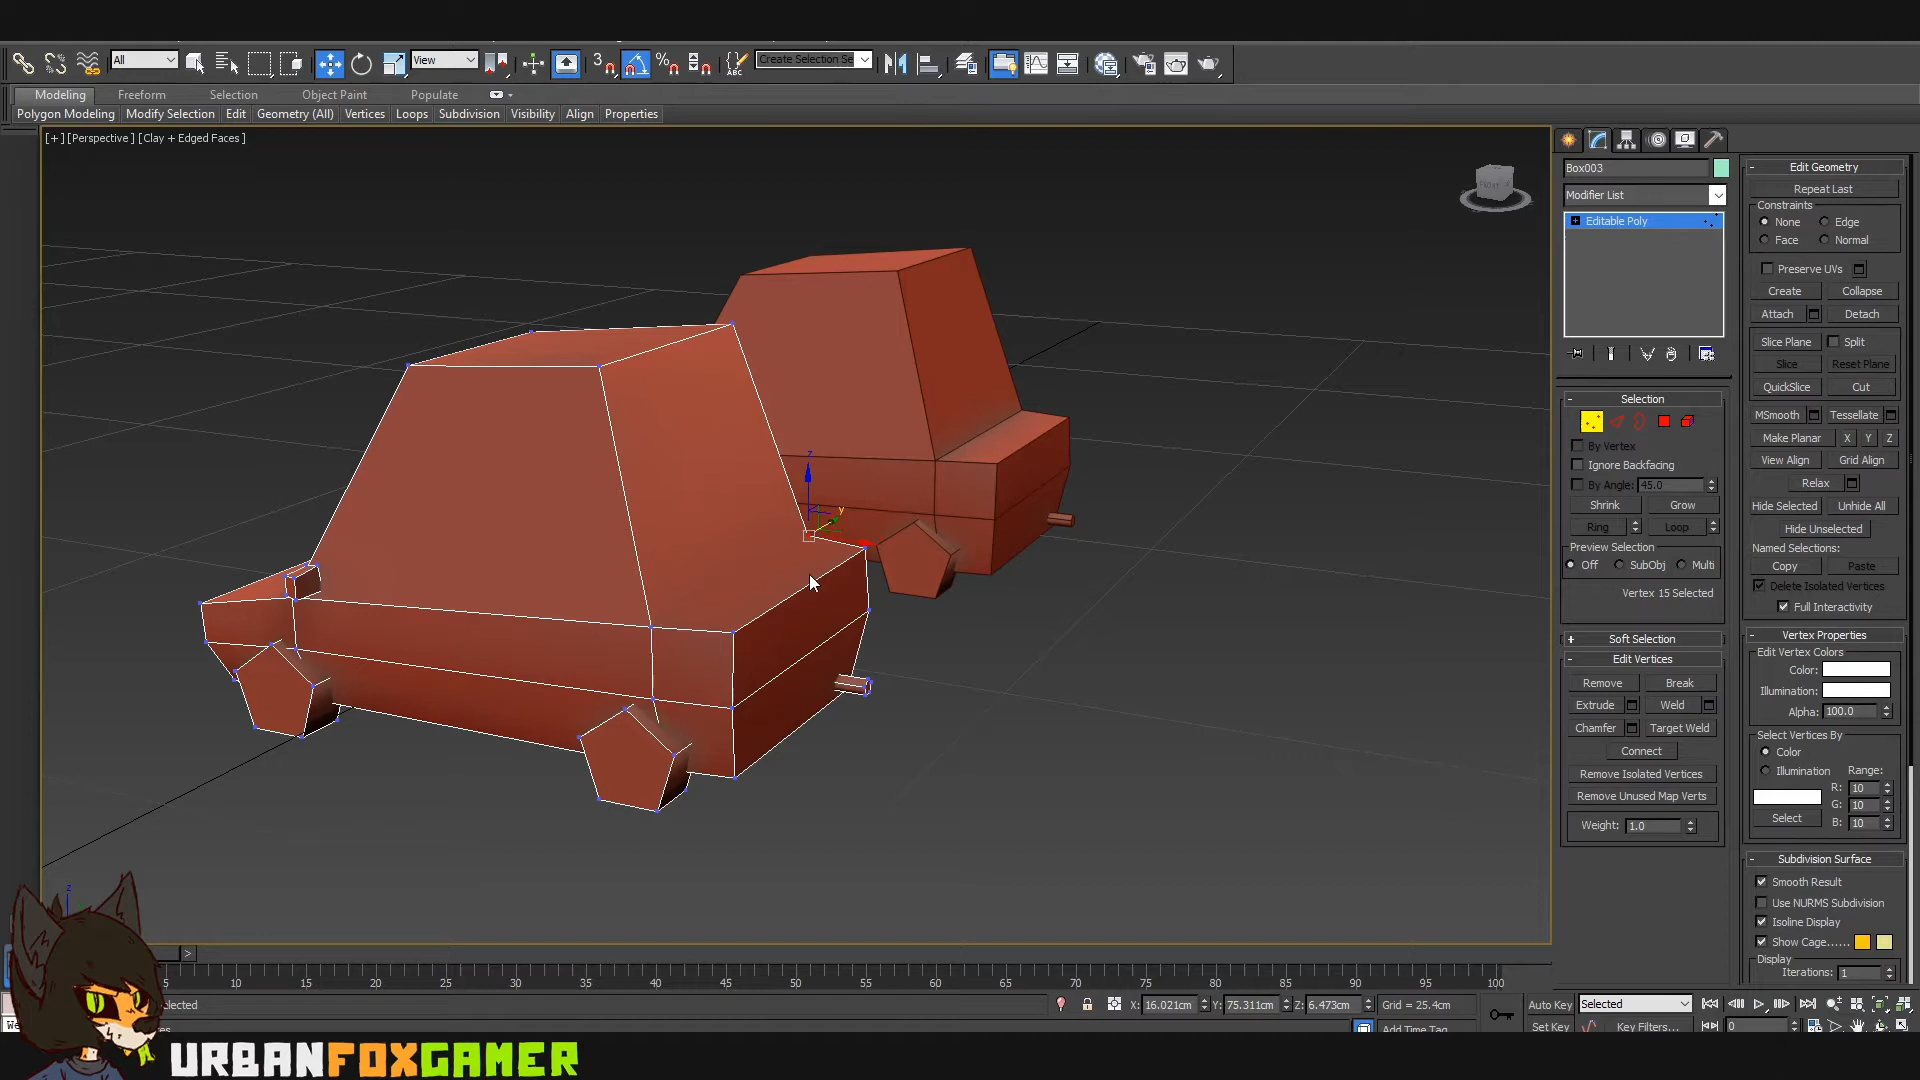 All
View
3
ABC
Create Selection Se
Modeling
Freeform
Selection
Object Paint
Populate
Polygon Modeling
Modify Selection
Edit
Geometry (All)
Vertices
Loops
Subdivision
Visibility
Align
Properties
[+] [Perspective] [Clay + Edged Faces]
z
y
Box003
Modifier List
Editable Poly
Selection
By Vertex
Ignore Backfacing
By Angle: 45.0
Shrink
Grow
Ring
Loop
Preview Selection
Off
SubObj
Multi
Vertex 15 Selected
Soft Selection
Edit Vertices
Remove
Break
Extrude
Weld
Chamfer
Target Weld
Connect
Remove Isolated Vertices
Remove Unused Map Verts
Weight: 1.0
Edit Geometry
Repeat Last
Constraints
None
Edge
Face
Normal
Preserve UVs
Create
Collapse
Attach
Detach
Slice Plane
Split
Slice
Reset Plane
QuickSlice
Cut
MSmooth
Tessellate
Make Planar
X
Y
Z
View Align
Grid Align
Relax
Hide Selected
Unhide All
Hide Unselected
Named Selections:
Copy
Paste
Delete Isolated Vertices
Full Interactivity
Vertex Properties
Edit Vertex Colors
Color:
Illumination:
Alpha: 100.0
Select Vertices By
Color
Illumination
Range:
R: 10
G: 10
Select
B: 10
Subdivision Surface
Smooth Result
Use NURMS Subdivision
Isoline Display
Show Cage......
Display
Iterations: 1
z
>
5 10 15 20 25 30 35 40 45 50 55 60 65 70 75 80 85 90 95 100
elected
X: 16.021cm
Y: 75.311cm
Z: 6.473cm
Grid = 25.4cm
Add Time Tag
Auto Key
Selected
Set Key
Key Filters...
0
We
URBANFOXGAMER